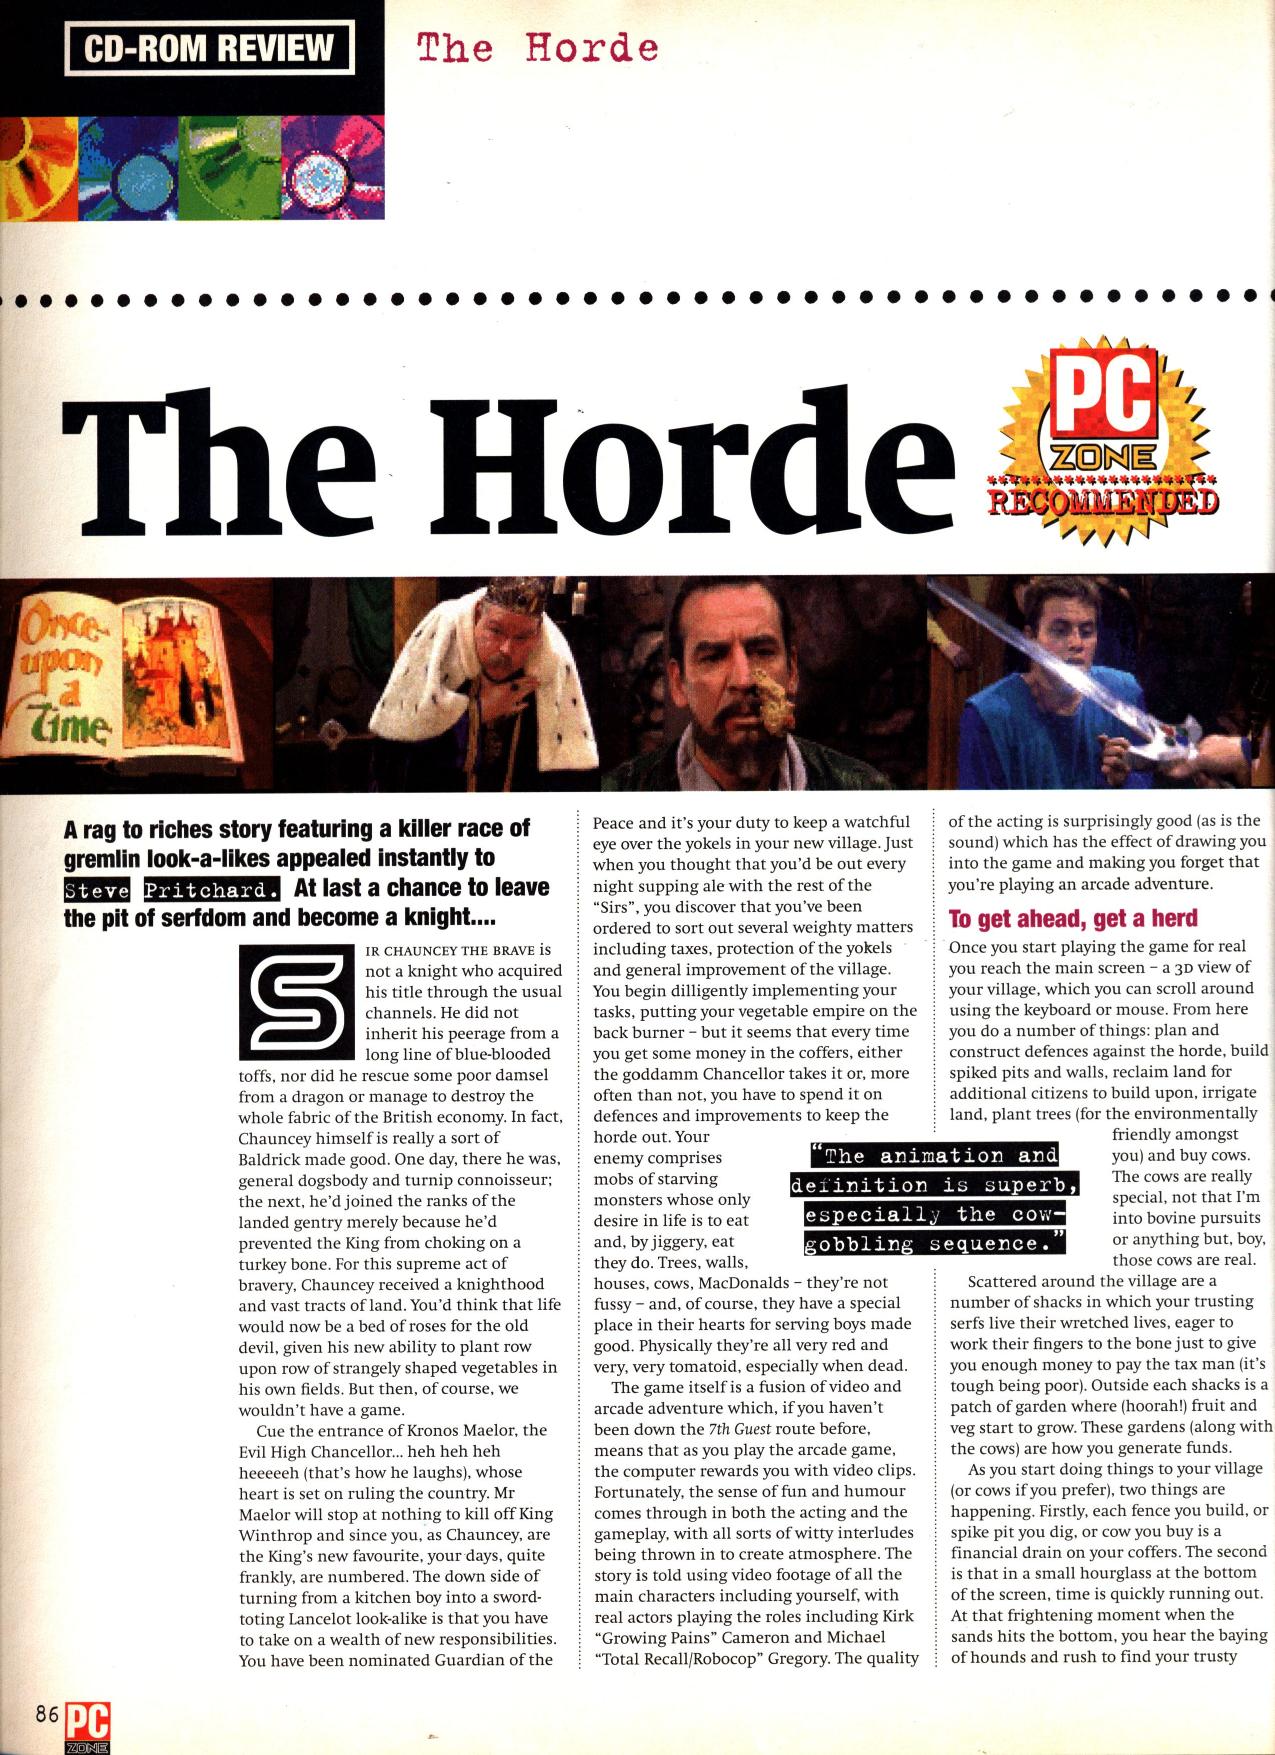 CD-ROM REVIEW
The Horde
The Horde
PC
ZONE
RECOMMENDED
Once
upon
a
Time
A rag to riches story featuring a killer race of
gremlin look-a-likes appealed instantly to
Steve Pritchard. At last a chance to leave
the pit of serfdom and become a knight....
SIR CHAUNCEY THE BRAVE is
not a knight who acquired
his title through the usual
channels. He did not
inherit his peerage from a
long line of blue-blooded
toffs, nor did he rescue some poor damsel
from a dragon or manage to destroy the
whole fabric of the British economy. In fact,
Chauncey himself is really a sort of
Baldrick made good. One day, there he was,
general dogsbody and turnip connoisseur;
the next, he'd joined the ranks of the
landed gentry merely because he'd
prevented the King from choking on a
turkey bone. For this supreme act of
bravery, Chauncey received a knighthood
and vast tracts of land. You'd think that life
would now be a bed of roses for the old
devil, given his new ability to plant row
upon row of strangely shaped vegetables in
his own fields. But then, of course, we
wouldn't have a game.
Cue the entrance of Kronos Maelor, the
Evil High Chancellor... heh heh heh
heeeeeh (that's how he laughs), whose
heart is set on ruling the country. Mr
Maelor will stop at nothing to kill off King
Winthrop and since you, as Chauncey, are
the King's new favourite, your days, quite
frankly, are numbered. The down side of
turning from a kitchen boy into a sword-
toting Lancelot look-alike is that you have
to take on a wealth of new responsibilities.
You have been nominated Guardian of the
Peace and it's your duty to keep a watchful
eye over the yokels in your new village. Just
when you thought that you'd be out every
night supping ale with the rest of the
"Sirs", you discover that you've been
ordered to sort out several weighty matters
including taxes, protection of the yokels
and general improvement of the village.
You begin dilligently implementing your
tasks, putting your vegetable empire on the
back burner – but it seems that every time
you get some money in the coffers, either
the goddamm Chancellor takes it or, more
often than not, you have to spend it on
defences and improvements to keep the
horde out. Your
enemy comprises
mobs of starving
monsters whose only
desire in life is to eat
and, by jiggery, eat
they do. Trees, walls,
houses, cows, MacDonalds – they're not
fussy – and, of course, they have a special
place in their hearts for serving boys made
good. Physically they're all very red and
very, very tomatoid, especially when dead.
The game itself is a fusion of video and
arcade adventure which, if you haven't
been down the 7th Guest route before,
means that as you play the arcade game,
the computer rewards you with video clips.
Fortunately, the sense of fun and humour
comes through in both the acting and the
gameplay, with all sorts of witty interludes
being thrown in to create atmosphere. The
story is told using video footage of all the
main characters including yourself, with
real actors playing the roles including Kirk
"Growing Pains" Cameron and Michael
"Total Recall/Robocop" Gregory. The quality
"The animation and
definition is superb,
especially the cow-
gobbling sequence."
of the acting is surprisingly good (as is the
sound) which has the effect of drawing you
into the game and making you forget that
you're playing an arcade adventure.
To get ahead, get a herd
Once you start playing the game for real
you reach the main screen – a 3D view of
your village, which you can scroll around
using the keyboard or mouse. From here
you do a number of things: plan and
construct defences against the horde, build
spiked pits and walls, reclaim land for
additional citizens to build upon, irrigate
land, plant trees (for the environmentally
friendly amongst
you) and buy cows.
The cows are really
special, not that I'm
into bovine pursuits
or anything but, boy,
those cows are real.
Scattered around the village are a
number of shacks in which your trusting
serfs live their wretched lives, eager to
work their fingers to the bone just to give
you enough money to pay the tax man (it's
tough being poor). Outside each shacks is a
patch of garden where (hoorah!) fruit and
veg start to grow. These gardens (along with
the cows) are how you generate funds.
As you start doing things to your village
(or cows if you prefer), two things are
happening. Firstly, each fence you build, or
spike pit you dig, or cow you buy is a
financial drain on your coffers. The second
is that in a small hourglass at the bottom
of the screen, time is quickly running out.
At that frightening moment when the
sands hits the bottom, you hear the baying
of hounds and rush to find your trusty
86
PC
ZONE